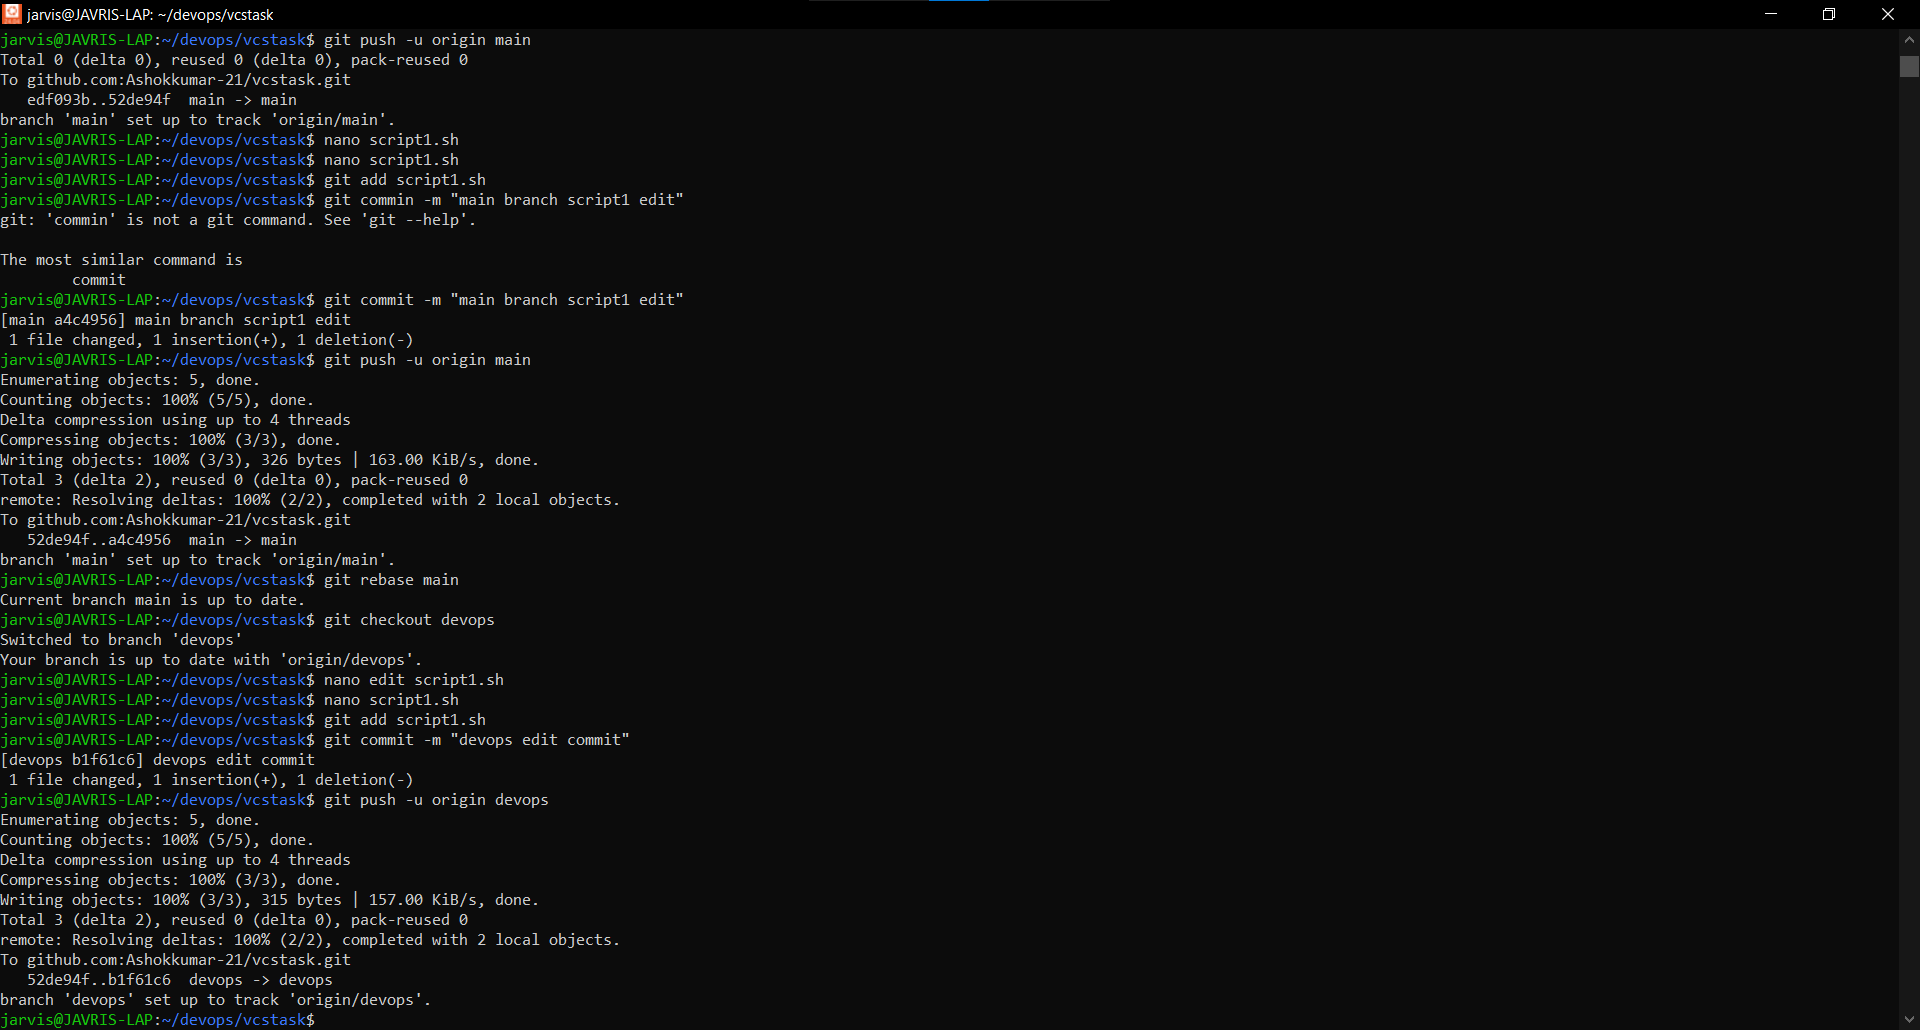 jarvis@JAVRIS-LAP: ~/devops/vcstask
jarvis@JAVRIS-LAP:~/devops/vcstask$ git push -u origin main
Total 0 (delta 0), reused 0 (delta 0), pack-reused 0
To github.com:Ashokkumar-21/vcstask.git
   edf093b..52de94f  main -> main
branch 'main' set up to track 'origin/main'.
jarvis@JAVRIS-LAP:~/devops/vcstask$ nano script1.sh
jarvis@JAVRIS-LAP:~/devops/vcstask$ nano script1.sh
jarvis@JAVRIS-LAP:~/devops/vcstask$ git add script1.sh
jarvis@JAVRIS-LAP:~/devops/vcstask$ git commin -m "main branch script1 edit"
git: 'commin' is not a git command. See 'git --help'.

The most similar command is
        commit
jarvis@JAVRIS-LAP:~/devops/vcstask$ git commit -m "main branch script1 edit"
[main a4c4956] main branch script1 edit
 1 file changed, 1 insertion(+), 1 deletion(-)
jarvis@JAVRIS-LAP:~/devops/vcstask$ git push -u origin main
Enumerating objects: 5, done.
Counting objects: 100% (5/5), done.
Delta compression using up to 4 threads
Compressing objects: 100% (3/3), done.
Writing objects: 100% (3/3), 326 bytes | 163.00 KiB/s, done.
Total 3 (delta 2), reused 0 (delta 0), pack-reused 0
remote: Resolving deltas: 100% (2/2), completed with 2 local objects.
To github.com:Ashokkumar-21/vcstask.git
   52de94f..a4c4956  main -> main
branch 'main' set up to track 'origin/main'.
jarvis@JAVRIS-LAP:~/devops/vcstask$ git rebase main
Current branch main is up to date.
jarvis@JAVRIS-LAP:~/devops/vcstask$ git checkout devops
Switched to branch 'devops'
Your branch is up to date with 'origin/devops'.
jarvis@JAVRIS-LAP:~/devops/vcstask$ nano edit script1.sh
jarvis@JAVRIS-LAP:~/devops/vcstask$ nano script1.sh
jarvis@JAVRIS-LAP:~/devops/vcstask$ git add script1.sh
jarvis@JAVRIS-LAP:~/devops/vcstask$ git commit -m "devops edit commit"
[devops b1f61c6] devops edit commit
 1 file changed, 1 insertion(+), 1 deletion(-)
jarvis@JAVRIS-LAP:~/devops/vcstask$ git push -u origin devops
Enumerating objects: 5, done.
Counting objects: 100% (5/5), done.
Delta compression using up to 4 threads
Compressing objects: 100% (3/3), done.
Writing objects: 100% (3/3), 315 bytes | 157.00 KiB/s, done.
Total 3 (delta 2), reused 0 (delta 0), pack-reused 0
remote: Resolving deltas: 100% (2/2), completed with 2 local objects.
To github.com:Ashokkumar-21/vcstask.git
   52de94f..b1f61c6  devops -> devops
branch 'devops' set up to track 'origin/devops'.
jarvis@JAVRIS-LAP:~/devops/vcstask$